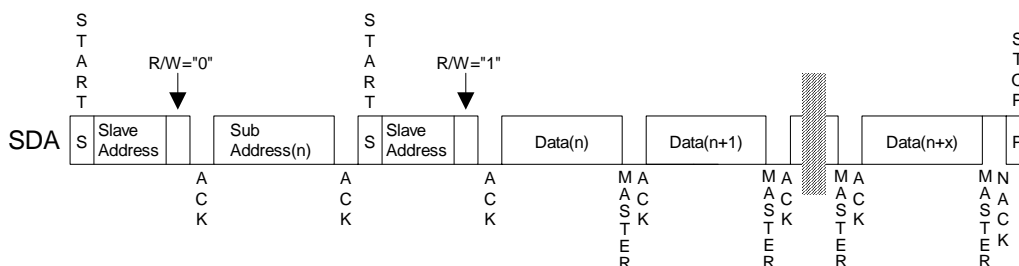 START
START
STOP
R/W="0"
R/W="1"
SDA
S
Slave Address
Sub Address(n)
S
Slave Address
Data(n)
Data(n+1)
Data(n+x)
P
ACK
ACK
ACK
MASTER ACK
MASTER ACK
MASTER ACK
MASTER NACK